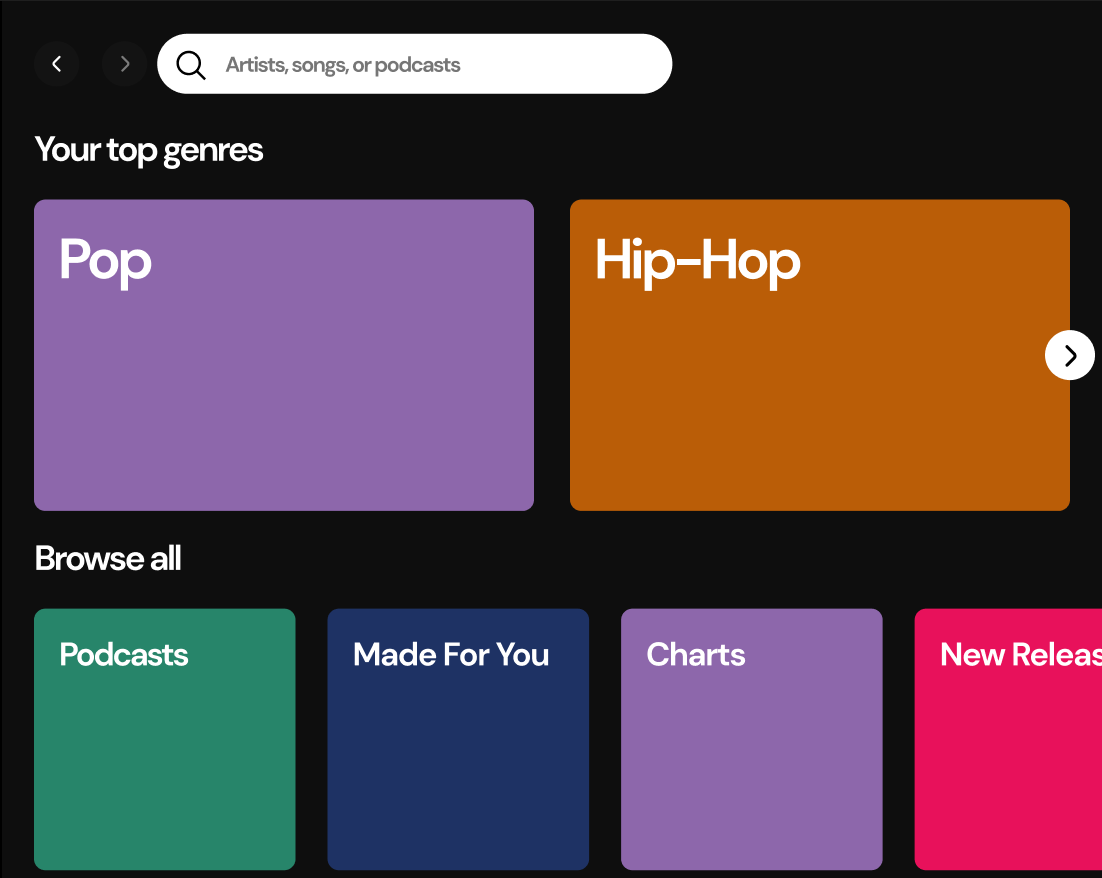 Artists, songs, or podcasts
Your top genres
Pop
Hip-Hop
Browse all
Podcasts
Made For You
Charts
New Releas